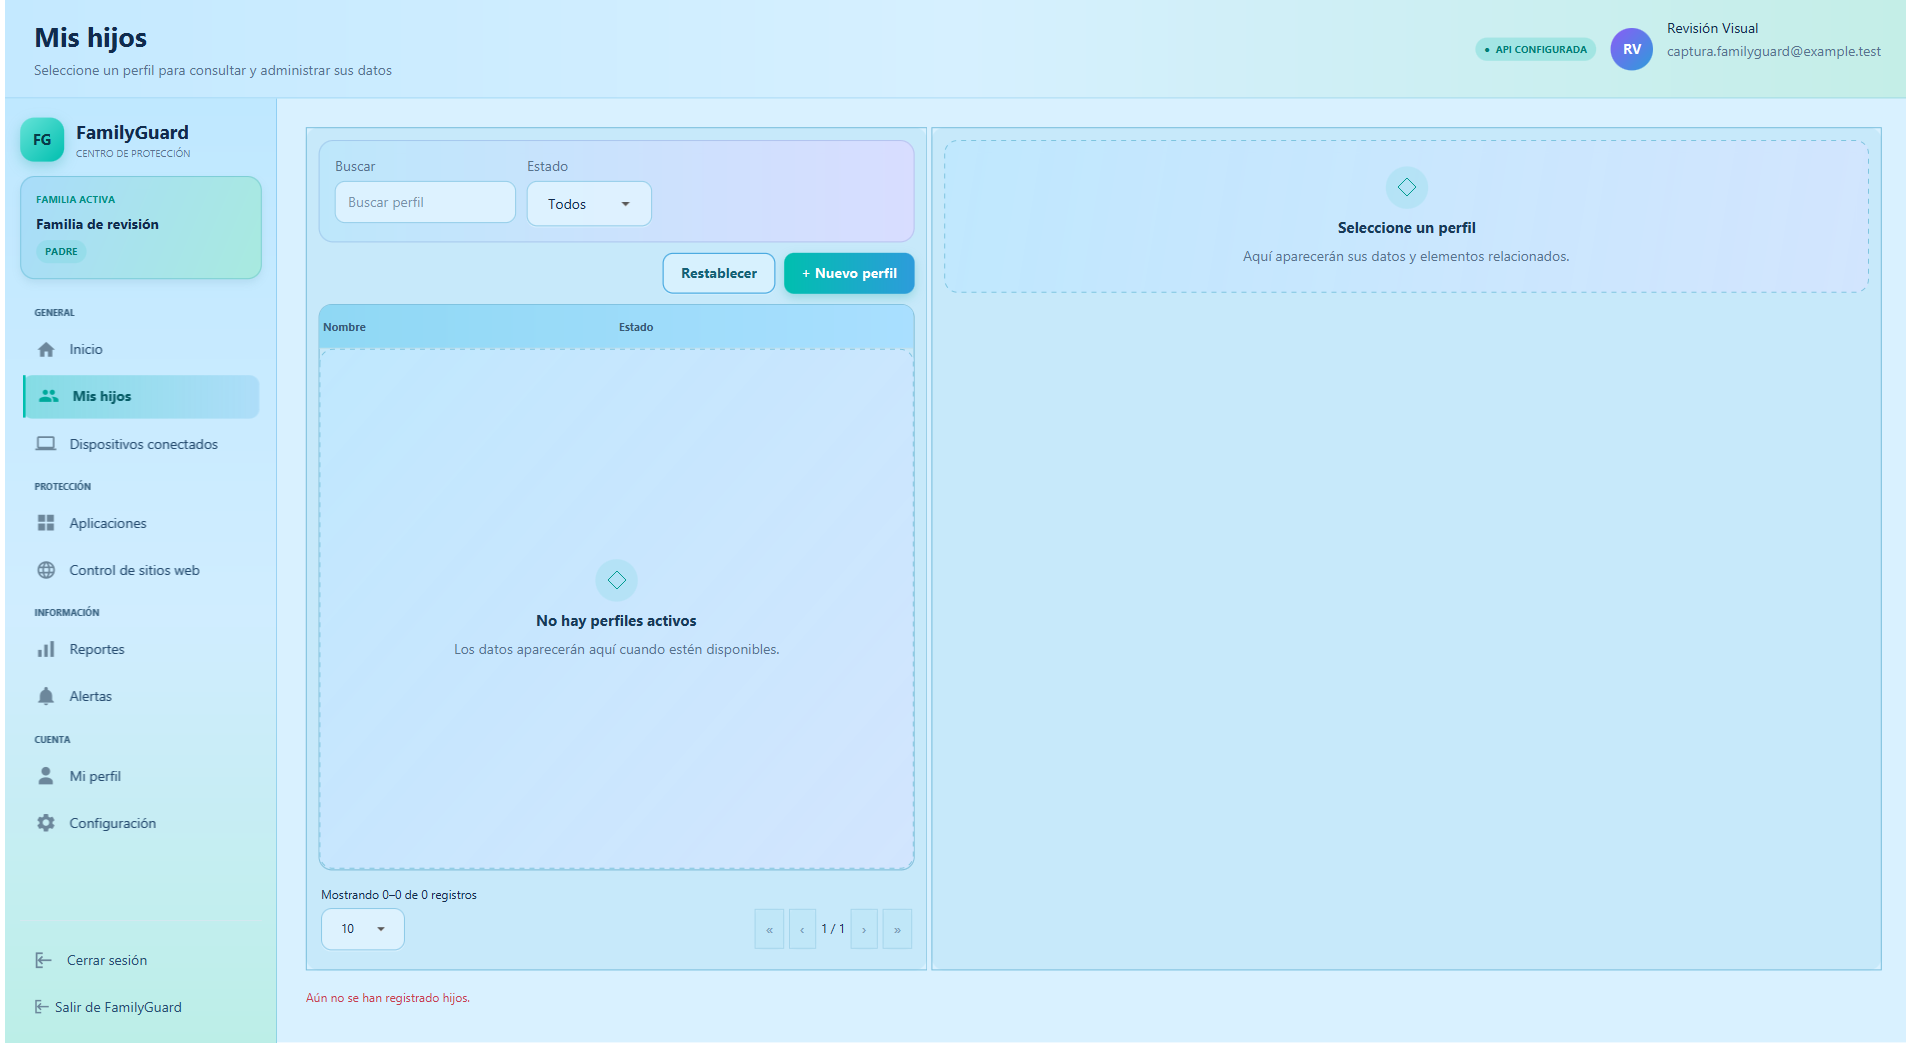 Mis hijos
Seleccione un perfil para consultar y administrar sus datos
• API CONFIGURADA
RV
Revisión Visual
captura.familyguard@example.test
FG
FamilyGuard
CENTRO DE PROTECCIÓN
FAMILIA ACTIVA
Familia de revisión
PADRE
GENERAL
Inicio
Mis hijos
Dispositivos conectados
PROTECCIÓN
Aplicaciones
Control de sitios web
INFORMACIÓN
Reportes
Alertas
CUENTA
Mi perfil
Configuración
Cerrar sesión
Salir de FamilyGuard
Buscar
Estado
Buscar perfil
Todos
Restablecer
+ Nuevo perfil
Nombre
Estado
No hay perfiles activos
Los datos aparecerán aquí cuando estén disponibles.
Mostrando 0–0 de 0 registros
10
« ‹ 1 / 1 › »
Aún no se han registrado hijos.
Seleccione un perfil
Aquí aparecerán sus datos y elementos relacionados.